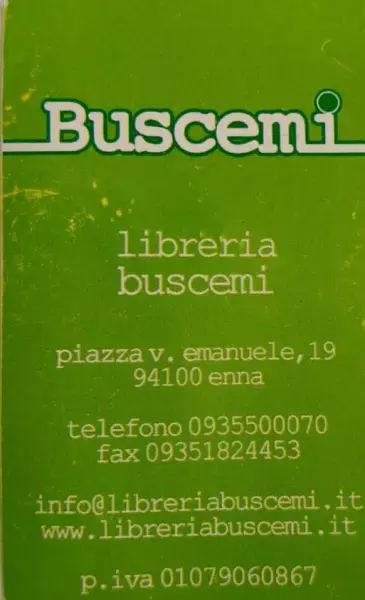 Buscemi
libreria
buscemi
piazza v. emanuele, 19
94100 enna
telefono 0935500070
fax 09351824453
info@libreriabuscemi.it
www.libreriabuscemi.it
p.iva 01079060867